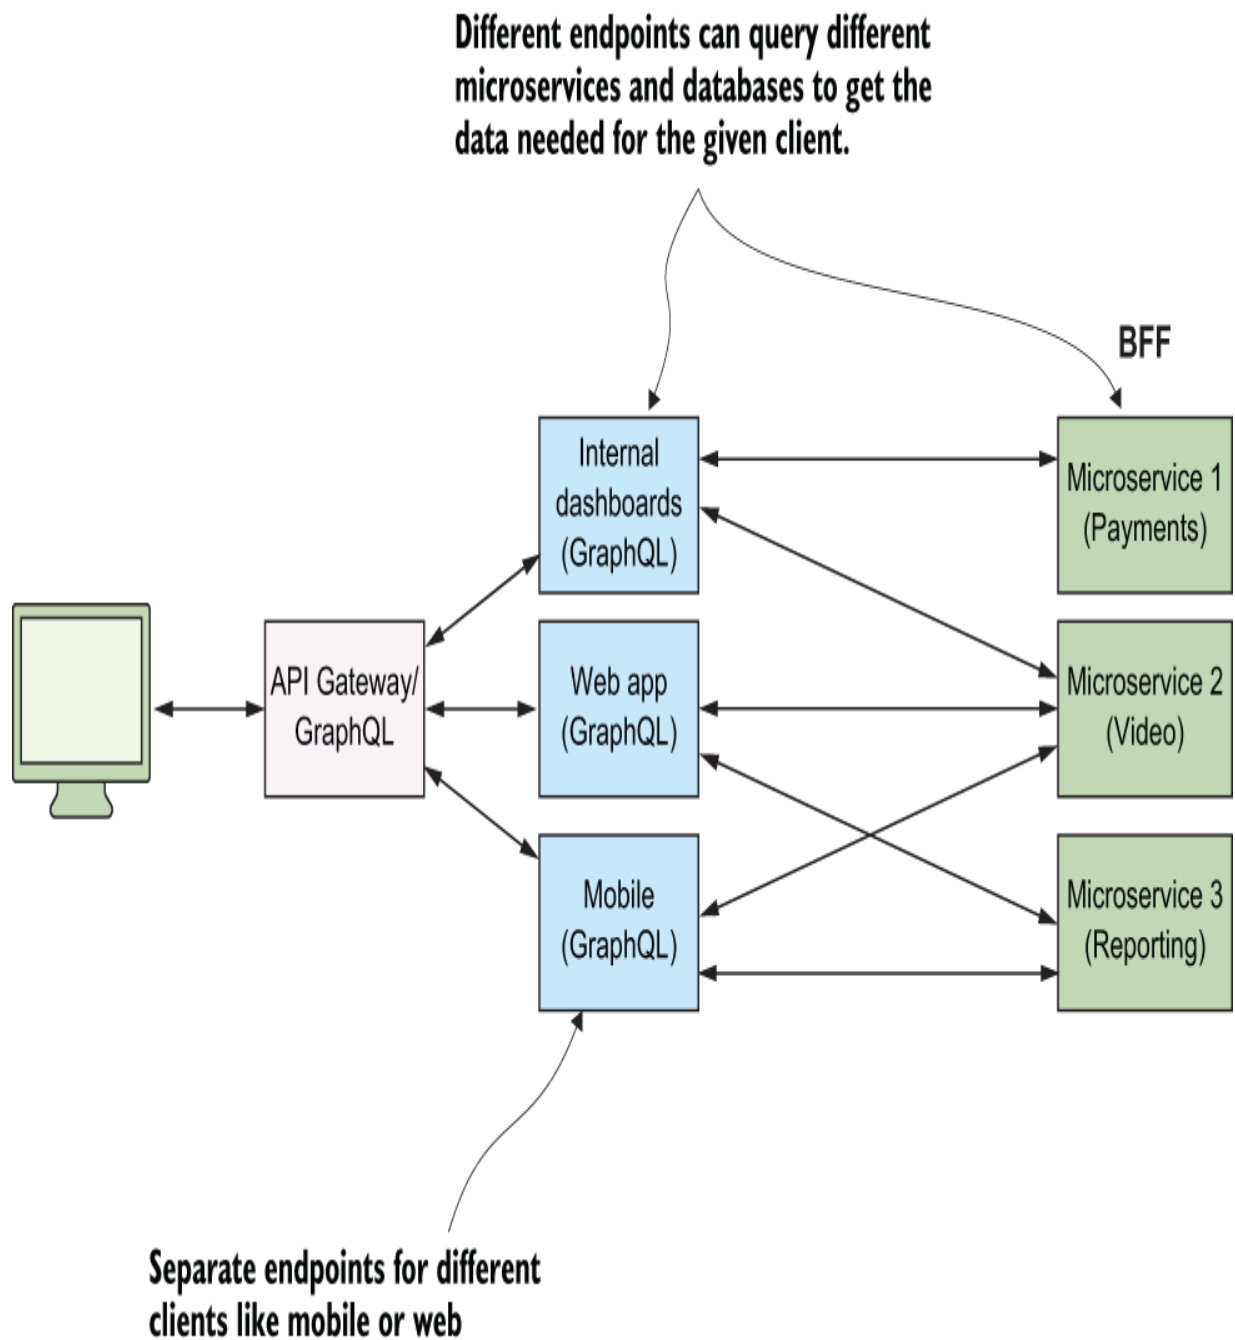 Different endpoints can query different
microservices and databases to get the
data needed for the given client.
BFF
Internal
dashboards
(GraphQL)
Microservice 1
(Payments)
API Gateway/
GraphQL
Web app
(GraphQL)
Microservice 2
(Video)
Mobile
(GraphQL)
Microservice 3
(Reporting)
Separate endpoints for different
clients like mobile or web